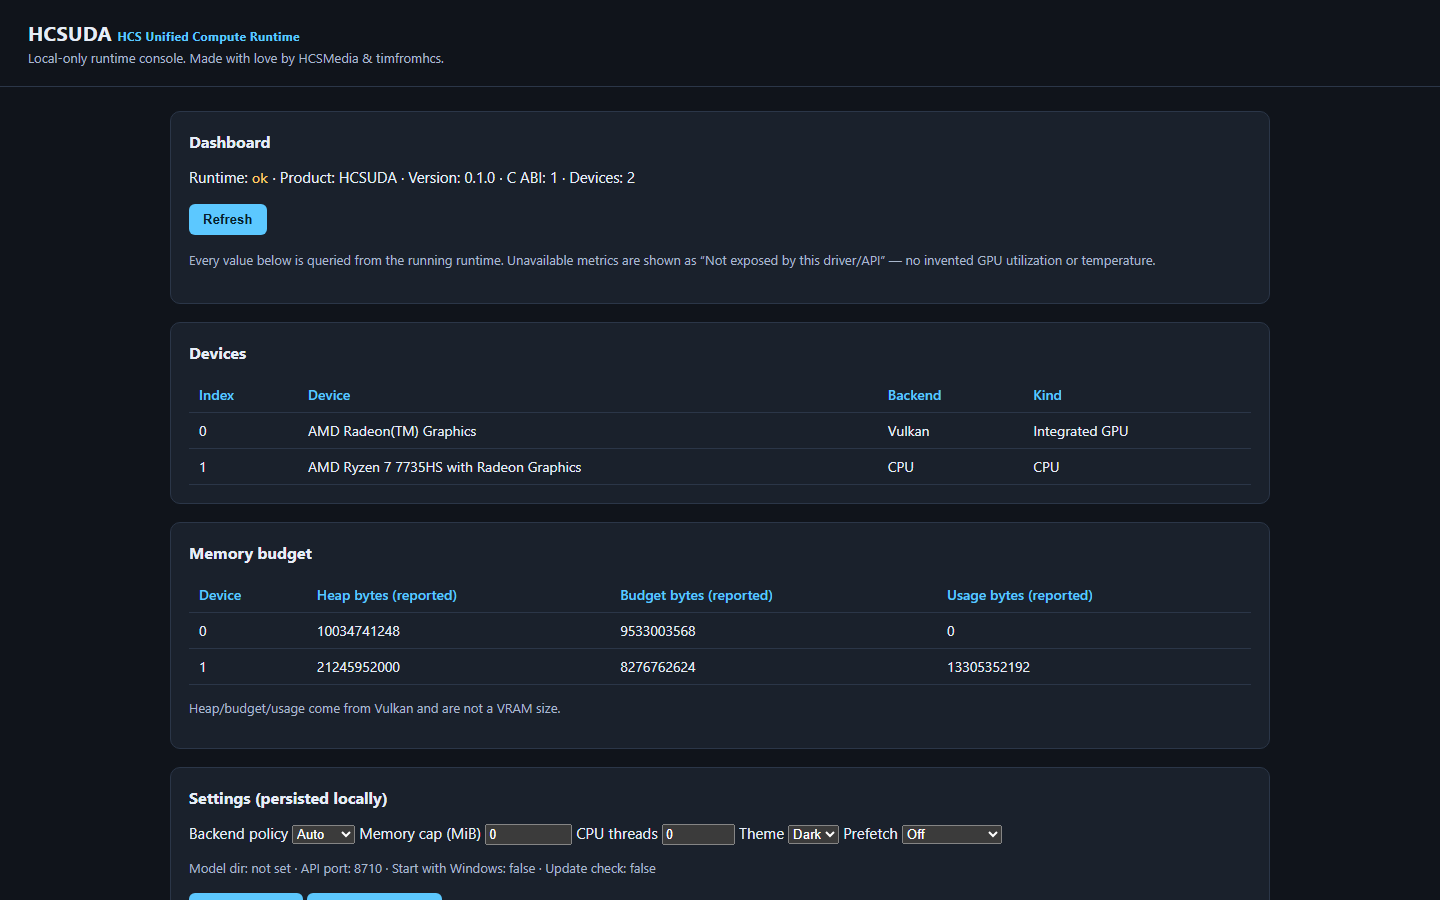 HCSUDA HCS Unified Compute Runtime
Local-only runtime console. Made with love by HCSMedia & timfromhcs.
Dashboard
Runtime: ok · Product: HCSUDA · Version: 0.1.0 · C ABI: 1 · Devices: 2
Refresh
Every value below is queried from the running runtime. Unavailable metrics are shown as “Not exposed by this driver/API” — no invented GPU utilization or temperature.
Devices
Index Device Backend Kind
0 AMD Radeon(TM) Graphics Vulkan Integrated GPU
1 AMD Ryzen 7 7735HS with Radeon Graphics CPU CPU
Memory budget
Device Heap bytes (reported) Budget bytes (reported) Usage bytes (reported)
0 10034741248 9533003568 0
1 21245952000 8276762624 13305352192
Heap/budget/usage come from Vulkan and are not a VRAM size.
Settings (persisted locally)
Backend policy Auto Memory cap (MiB) 0 CPU threads 0 Theme Dark Prefetch Off
Model dir: not set · API port: 8710 · Start with Windows: false · Update check: false